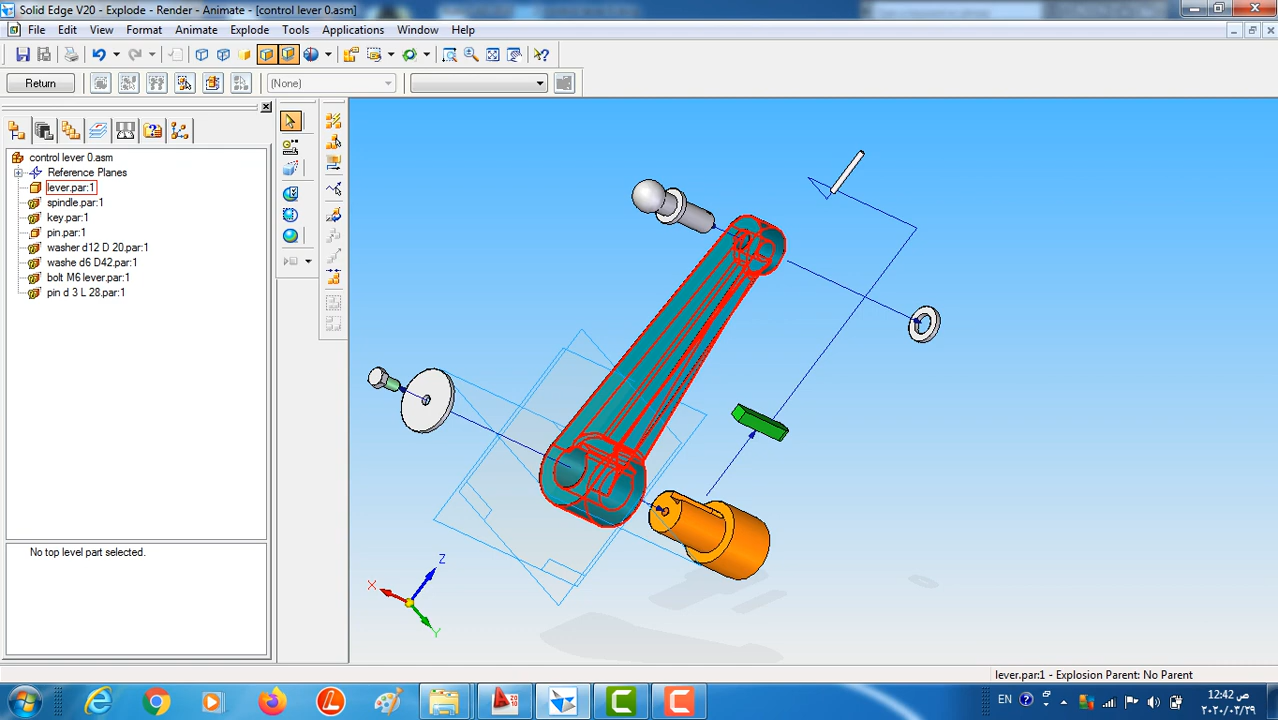 Solid Edge V20 - Explode - Render - Animate - [control lever 0.asm]
File Edit View Format Animate Explode Tools Applications Window Help
Return
(None)
control lever 0.asm
Reference Planes
lever.par:1
spindle.par:1
key.par:1
pin.par:1
washer d12 D 20.par:1
washe d6 D42.par:1
bolt M6 lever.par:1
pin d 3 L 28.par:1
No top level part selected.
X
Z
Y
lever.par:1 - Explosion Parent: No Parent
EN
12:42 ص
٢٠٢٠/٠٣/٢٩